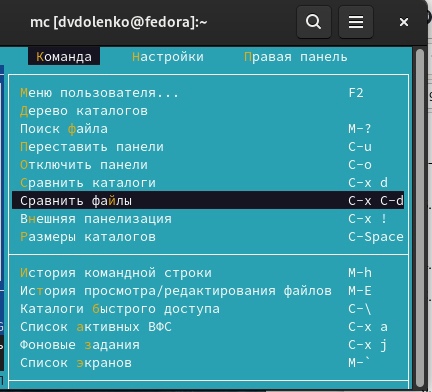 mc [dvdolenko@fedora]:~
Команда Настройки Правая панель
Меню пользователя... F2
Дерево каталогов
Поиск файла M-?
Переставить панели C-u
Отключить панели C-o
Сравнить каталоги C-x d
Сравнить файлы C-x C-d
Внешняя панелизация C-x !
Размеры каталогов C-Space
История командной строки M-h
История просмотра/редактирования файлов M-E
Каталоги быстрого доступа C-\
Список активных ВФС C-x a
Фоновые задания C-x j
Список экранов M-`